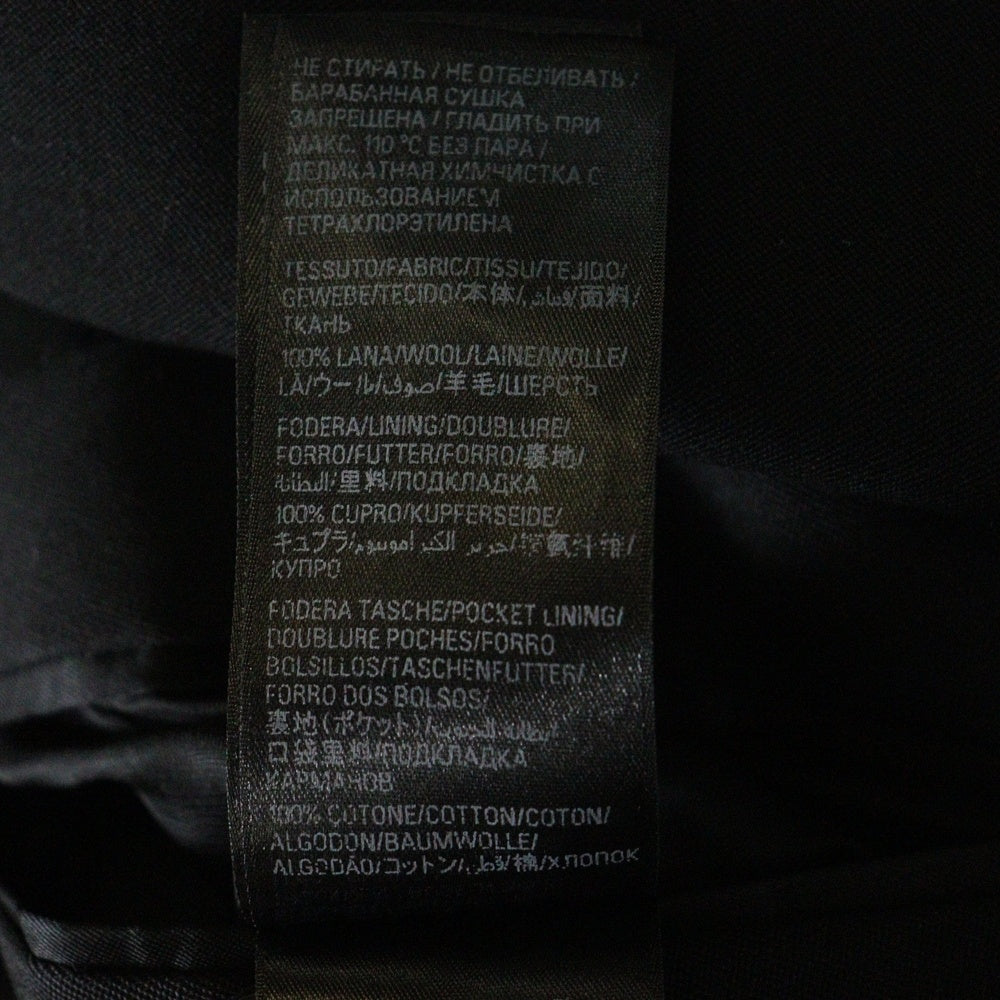 НЕ СТИРАТЬ / НЕ ОТБЕЛИВАТЬ /
БАРАБАННАЯ СУШКА
ЗАПРЕЩЕНА / ГЛАДИТЬ ПРИ
МАКС. 110 °C БЕЗ ПАРА /
ДЕЛИКАТНАЯ ХИМЧИСТКА С
ИСПОЛЬЗОВАНИЕМ
ТЕТРАХЛОРЭТИЛЕНА
TESSUTO/FABRIC/TISSU/TEJIDO/
GEWEBE/TECIDO/本体/قماش/面料/
ТКАНЬ
100% LANA/WOOL/LAINE/WOLLE/
LA/ウール/صوف/羊毛/ШЕРСТЬ
FODERA/LINING/DOUBLURE/
FORRO/FUTTER/FORRO/裏地/
البطانة/里料/ПОДКЛАДКА
100% CUPRO/KUPFERSEIDE/
キュプラ/حرير الكبرامونيوم/
КУПРО
FODERA TASCHE/POCKET LINING/
DOUBLURE POCHES/FORRO
BOLSILLOS/TASCHENFUTTER/
FORRO DOS BOLSOS/
裏地(ポケット)/
口袋里料/ПОДКЛАДКА
КАРМАНОВ
100% COTONE/COTTON/COTON/
ALGODÓN/BAUMWOLLE/
ALGODÃO/コットン/قطن/棉/ХЛОПОК